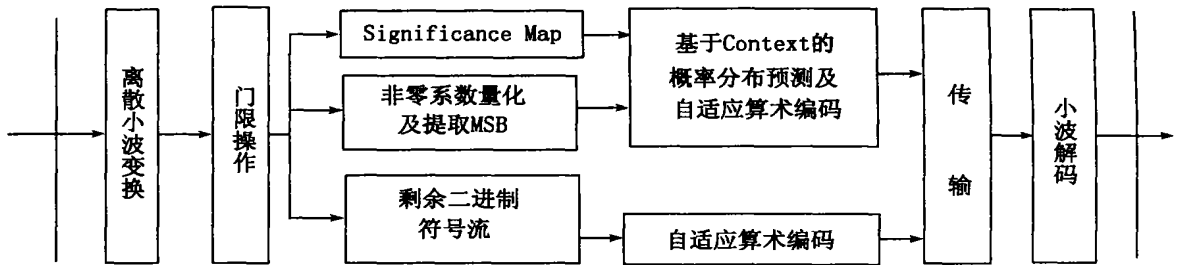 离散小波变换
门限操作
Significance Map
非零系数量化
及提取MSB
剩余二进制
符号流
基于Context的
概率分布预测及
自适应算术编码
自适应算术编码
传输
小波解码